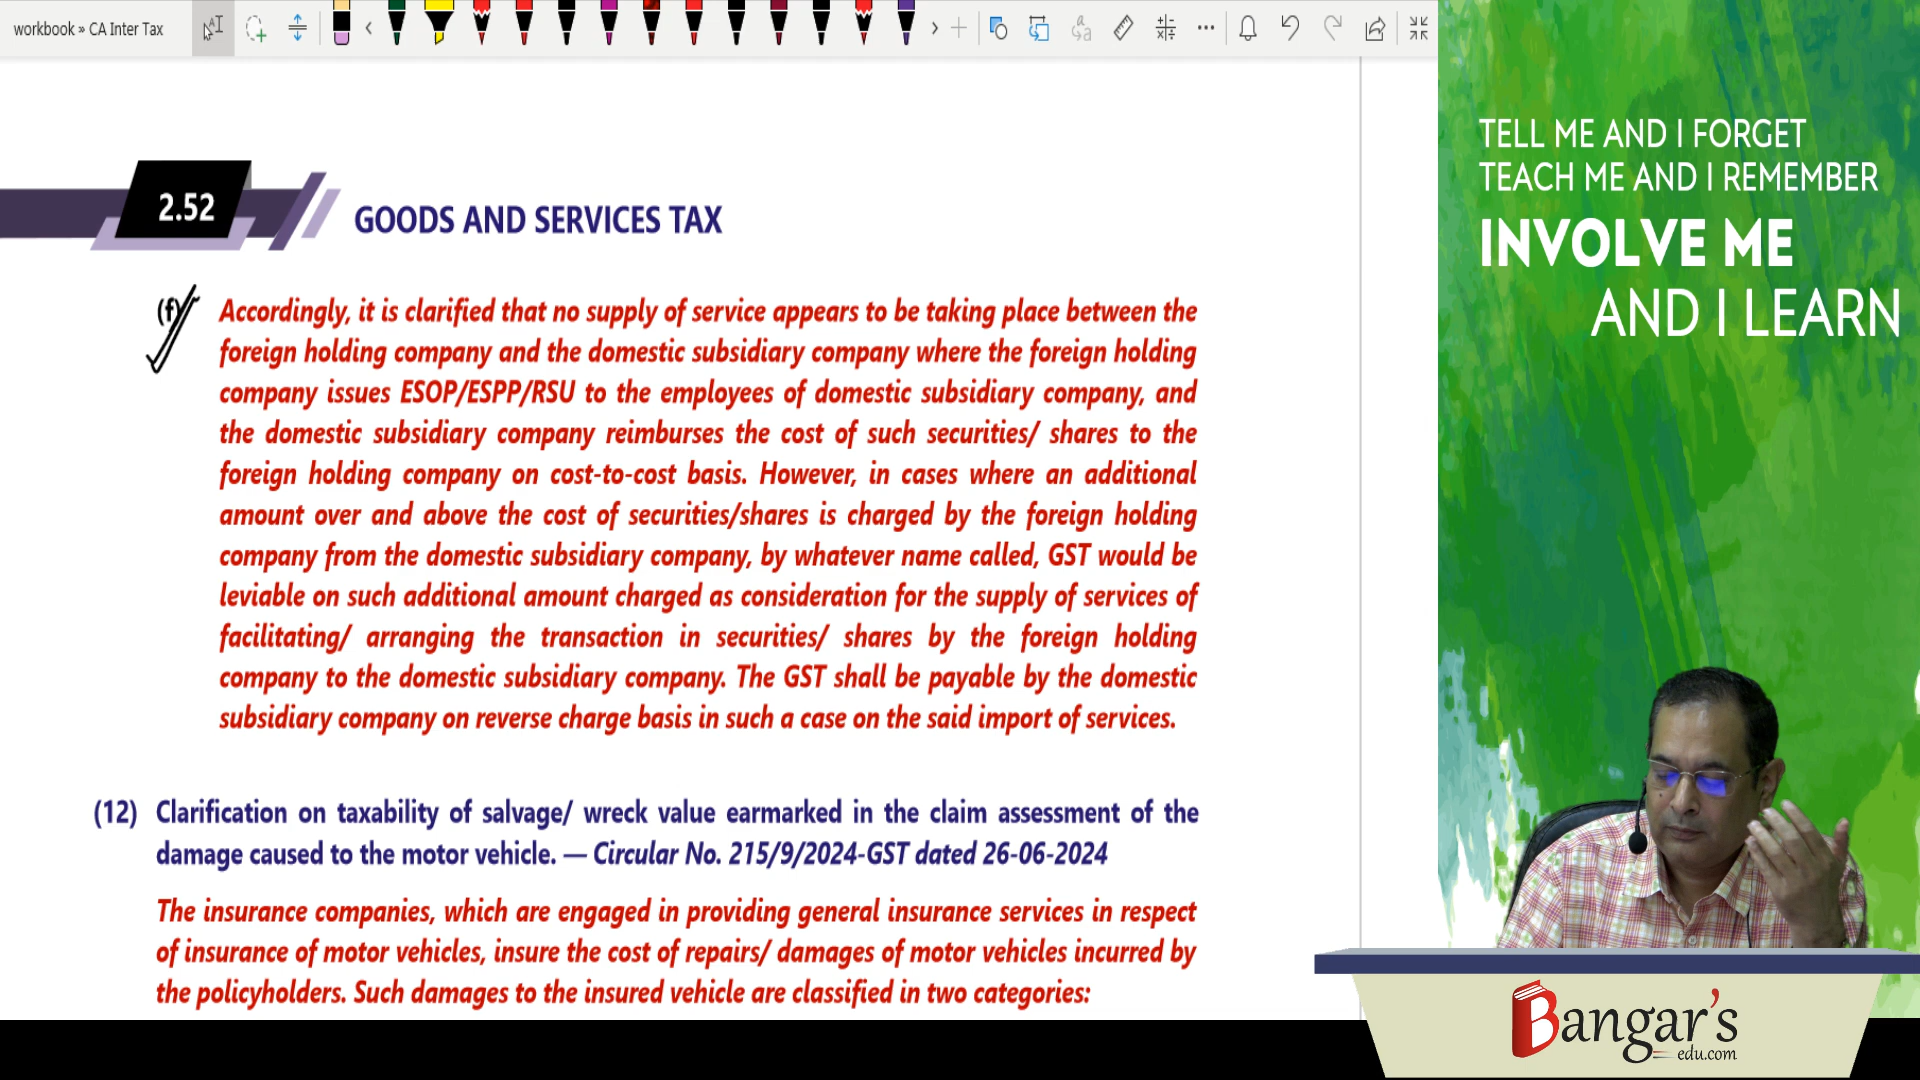 workbook » CA Inter Tax
2.52
GOODS AND SERVICES TAX
(f) Accordingly, it is clarified that no supply of service appears to be taking place between the
foreign holding company and the domestic subsidiary company where the foreign holding
company issues ESOP/ESPP/RSU to the employees of domestic subsidiary company, and
the domestic subsidiary company reimburses the cost of such securities/ shares to the
foreign holding company on cost-to-cost basis. However, in cases where an additional
amount over and above the cost of securities/shares is charged by the foreign holding
company from the domestic subsidiary company, by whatever name called, GST would be
leviable on such additional amount charged as consideration for the supply of services of
facilitating/ arranging the transaction in securities/ shares by the foreign holding
company to the domestic subsidiary company. The GST shall be payable by the domestic
subsidiary company on reverse charge basis in such a case on the said import of services.
(12) Clarification on taxability of salvage/ wreck value earmarked in the claim assessment of the
damage caused to the motor vehicle. — Circular No. 215/9/2024-GST dated 26-06-2024
The insurance companies, which are engaged in providing general insurance services in respect
of insurance of motor vehicles, insure the cost of repairs/ damages of motor vehicles incurred by
the policyholders. Such damages to the insured vehicle are classified in two categories:
TELL ME AND I FORGET
TEACH ME AND I REMEMBER
INVOLVE ME
AND I LEARN
Bangar's
edu.com